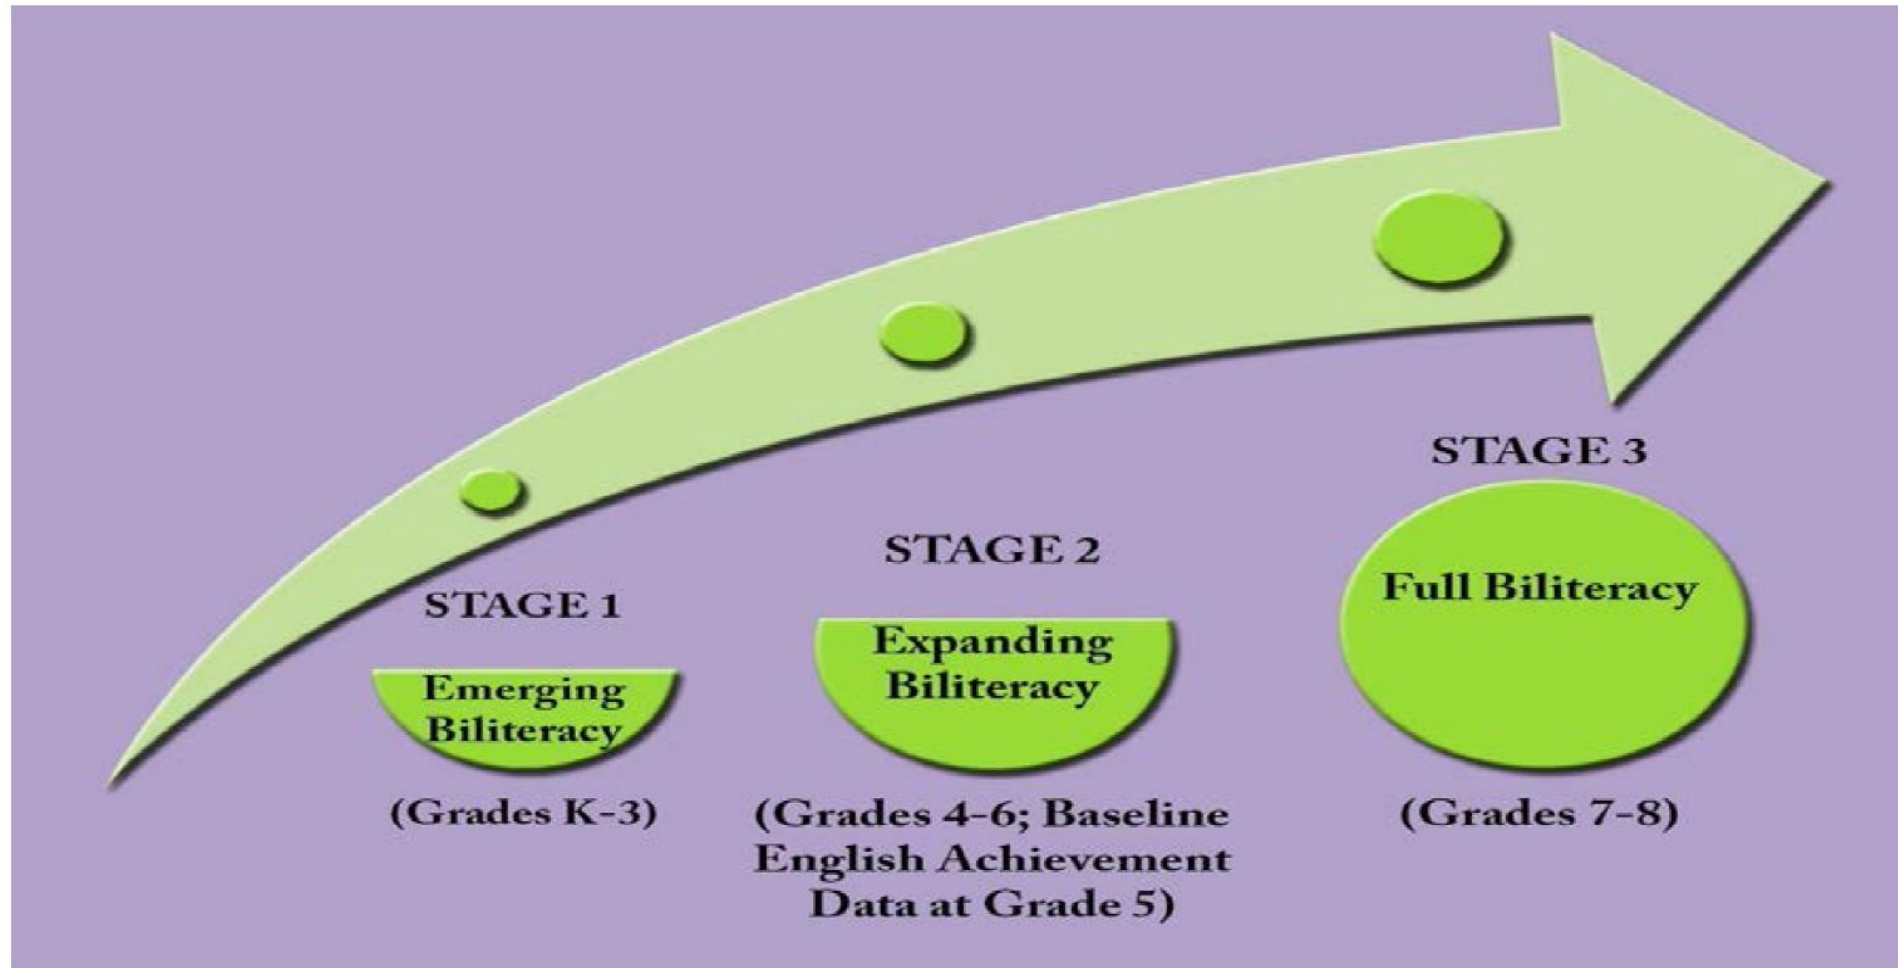 STAGE 1
Emerging
Biliteracy
(Grades K-3)
STAGE 2
Expanding
Biliteracy
(Grades 4-6; Baseline
English Achievement
Data at Grade 5)
STAGE 3
Full Biliteracy
(Grades 7-8)